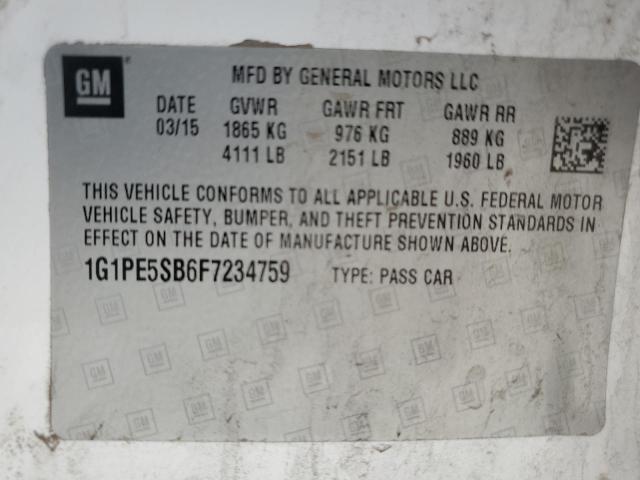 GM
MFD BY GENERAL MOTORS LLC
DATE GVWR GAWR FRT GAWR RR
03/15 1865 KG 976 KG 889 KG
4111 LB 2151 LB 1960 LB
THIS VEHICLE CONFORMS TO ALL APPLICABLE U.S. FEDERAL MOTOR
VEHICLE SAFETY, BUMPER, AND THEFT PREVENTION STANDARDS IN
EFFECT ON THE DATE OF MANUFACTURE SHOWN ABOVE.
1G1PE5SB6F7234759 TYPE: PASS CAR